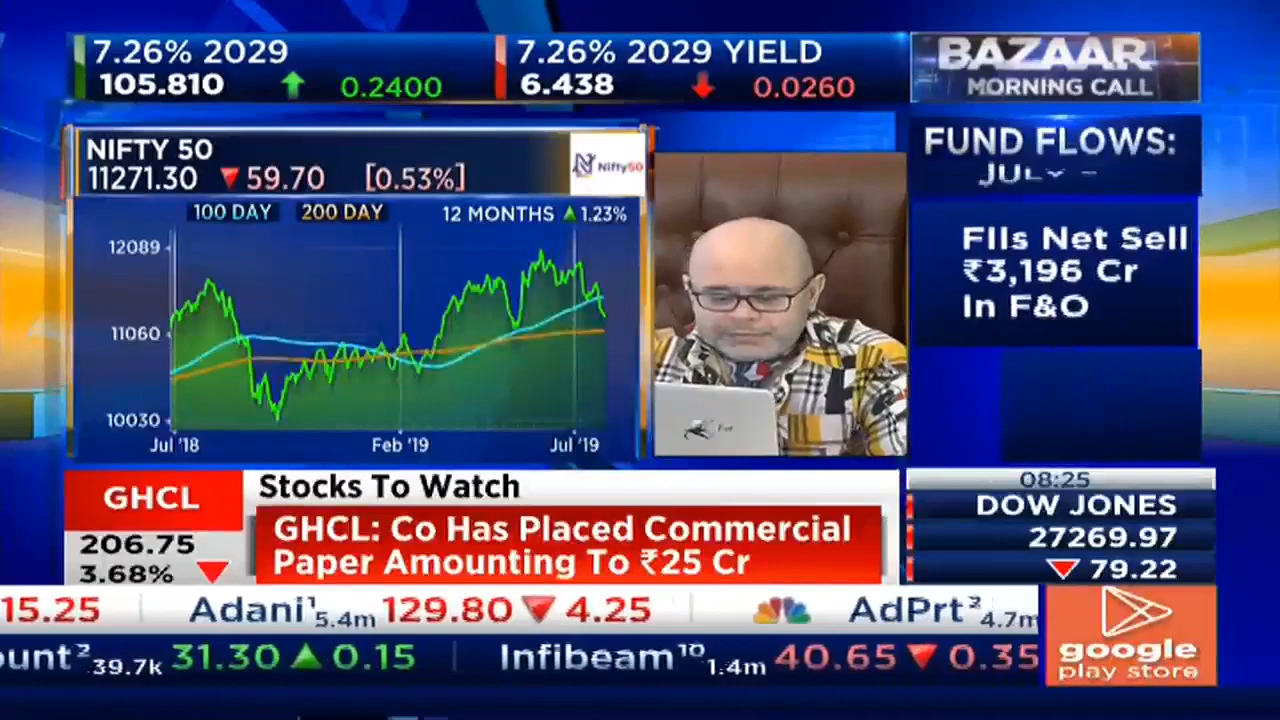 7.26% 2029
105.810 0.2400
7.26% 2029 YIELD
6.438 0.0260
BAZAAR
MORNING CALL
NIFTY 50
11271.30 59.70 [0.53%]
Nifty50
100 DAY 200 DAY 12 MONTHS 1.23%
12089
11060
10030
Jul '18 Feb '19 Jul '19
FUND FLOWS:
FIIs Net Sell
₹3,196 Cr
In F&O
GHCL
206.75
3.68%
Stocks To Watch
GHCL: Co Has Placed Commercial
Paper Amounting To ₹25 Cr
08:25
DOW JONES
27269.97
79.22
15.25 Adani¹ 5.4m 129.80 4.25 AdPrt² 4.7m
ount² 39.7k 31.30 0.15 Infibeam¹⁰ 1.4m 40.65 0.35
google
play store